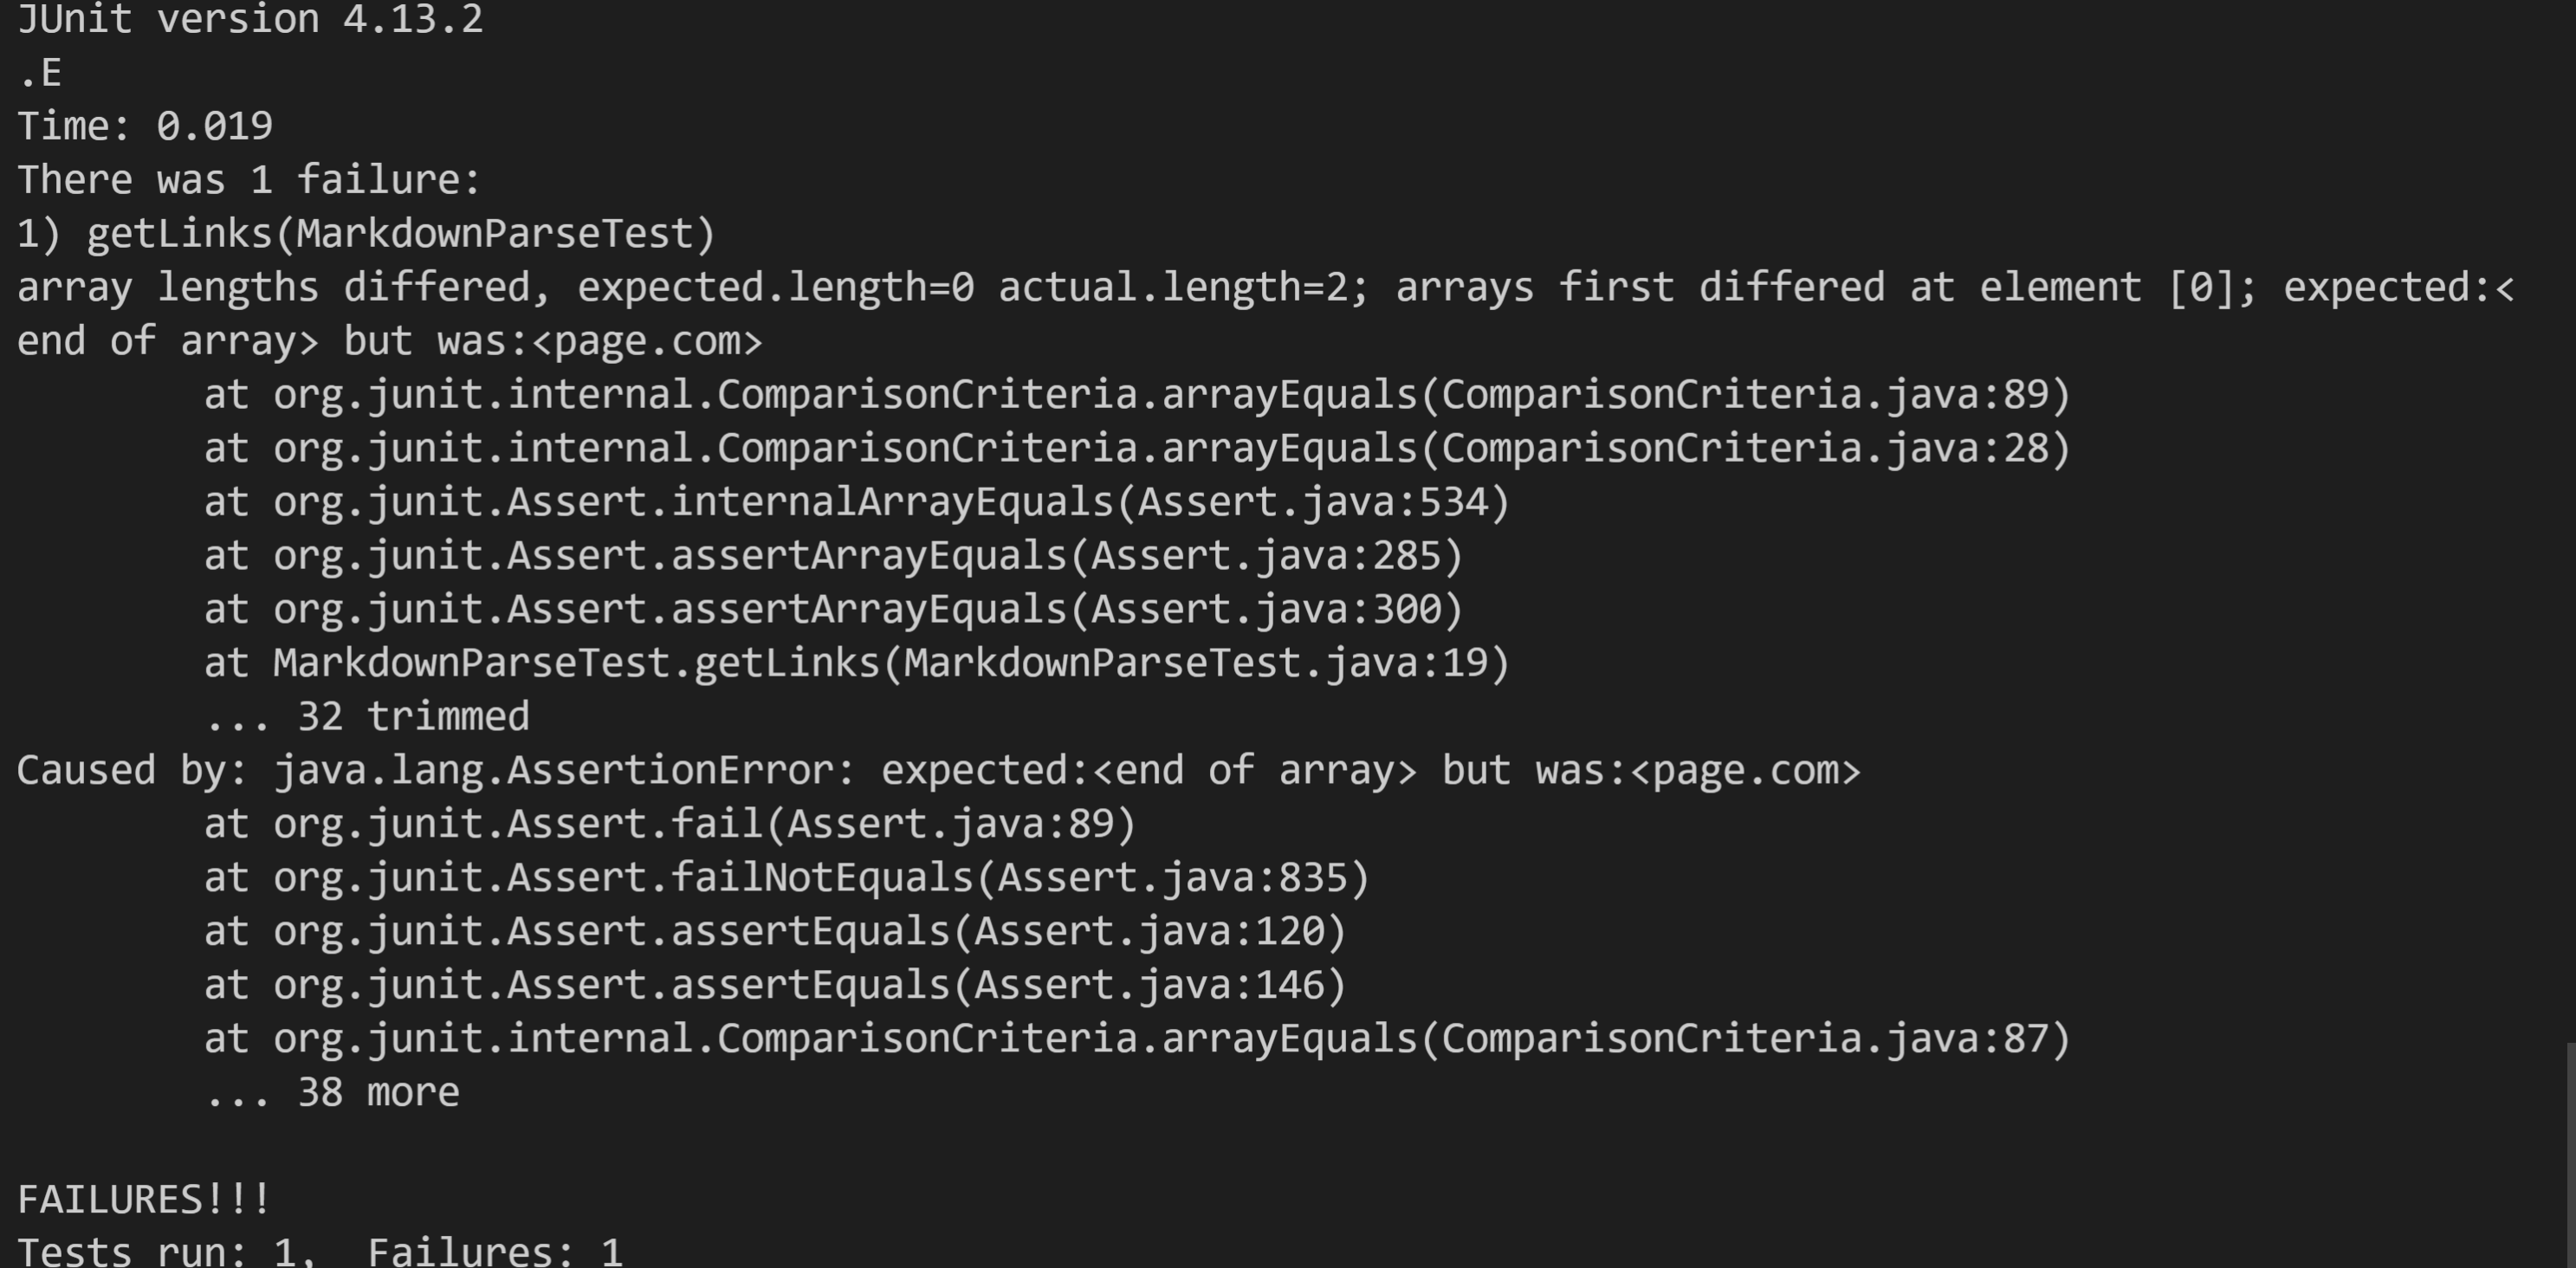 JUnit version 4.13.2
.E
Time: 0.019
There was 1 failure:
1) getLinks(MarkdownParseTest)
array lengths differed, expected.length=0 actual.length=2; arrays first differed at element [0]; expected:<
end of array> but was:<page.com>
        at org.junit.internal.ComparisonCriteria.arrayEquals(ComparisonCriteria.java:89)
        at org.junit.internal.ComparisonCriteria.arrayEquals(ComparisonCriteria.java:28)
        at org.junit.Assert.internalArrayEquals(Assert.java:534)
        at org.junit.Assert.assertArrayEquals(Assert.java:285)
        at org.junit.Assert.assertArrayEquals(Assert.java:300)
        at MarkdownParseTest.getLinks(MarkdownParseTest.java:19)
        ... 32 trimmed
Caused by: java.lang.AssertionError: expected:<end of array> but was:<page.com>
        at org.junit.Assert.fail(Assert.java:89)
        at org.junit.Assert.failNotEquals(Assert.java:835)
        at org.junit.Assert.assertEquals(Assert.java:120)
        at org.junit.Assert.assertEquals(Assert.java:146)
        at org.junit.internal.ComparisonCriteria.arrayEquals(ComparisonCriteria.java:87)
        ... 38 more

FAILURES!!!
Tests run: 1,  Failures: 1